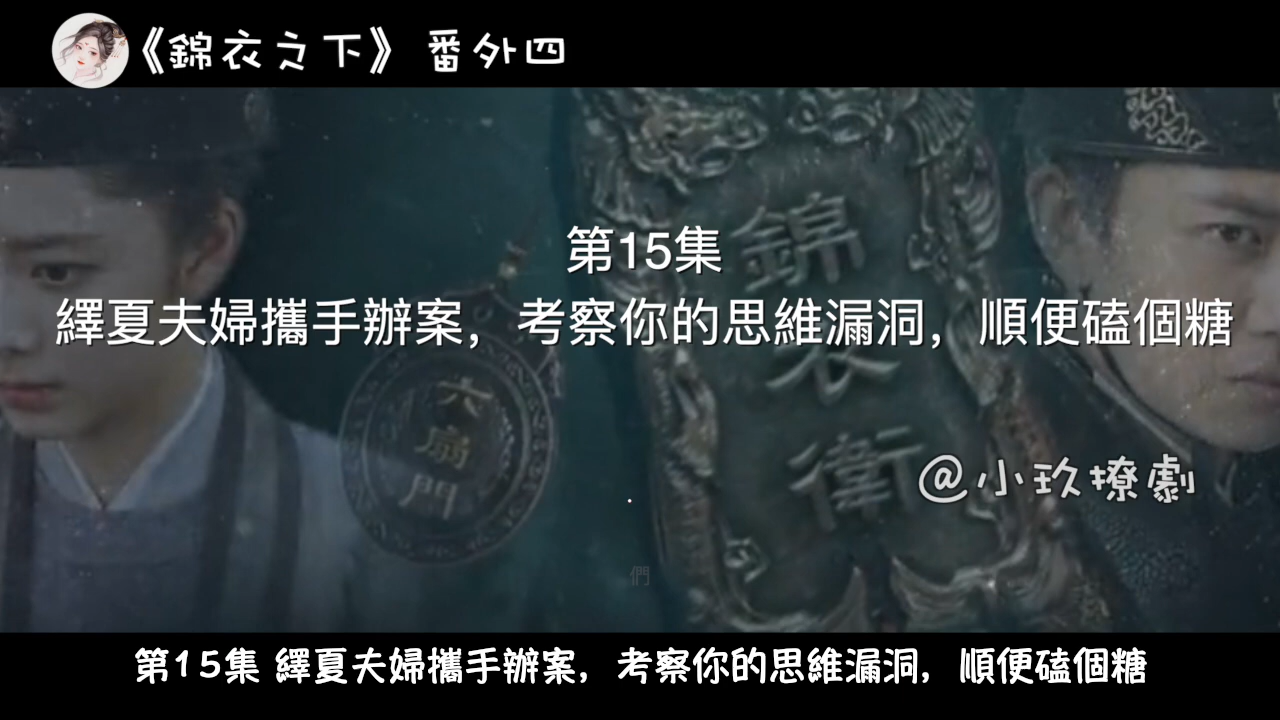 《錦衣之下》番外四
第15集
繹夏夫婦攜手辦案，考察你的思維漏洞，順便磕個糖
錦衣衛
六扇門
@小玖撩劇
們
第15集 繹夏夫婦攜手辦案，考察你的思維漏洞，順便磕個糖